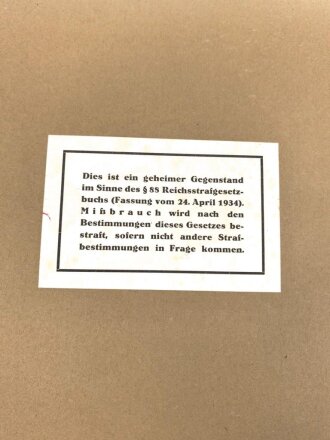 Dies ist ein geheimer Gegenstand
im Sinne des § 88 Reichsstrafgesetz-
buchs (Fassung vom 24. April 1934).
Mißbrauch wird nach den
Bestimmungen dieses Gesetzes be-
straft, sofern nicht andere Straf-
bestimmungen in Frage kommen.